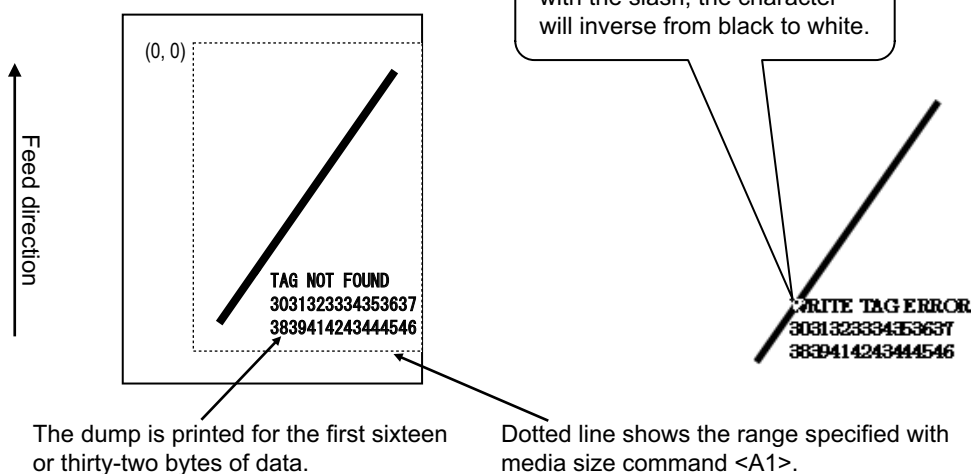 with the slash, the character
will inverse from black to white.
(0, 0)
Feed direction
TAG NOT FOUND
3031323334353637
3839414243444546
WRITE TAG ERROR
3031323334353637
3839414243444546
The dump is printed for the first sixteen
or thirty-two bytes of data.
Dotted line shows the range specified with
media size command <A1>.